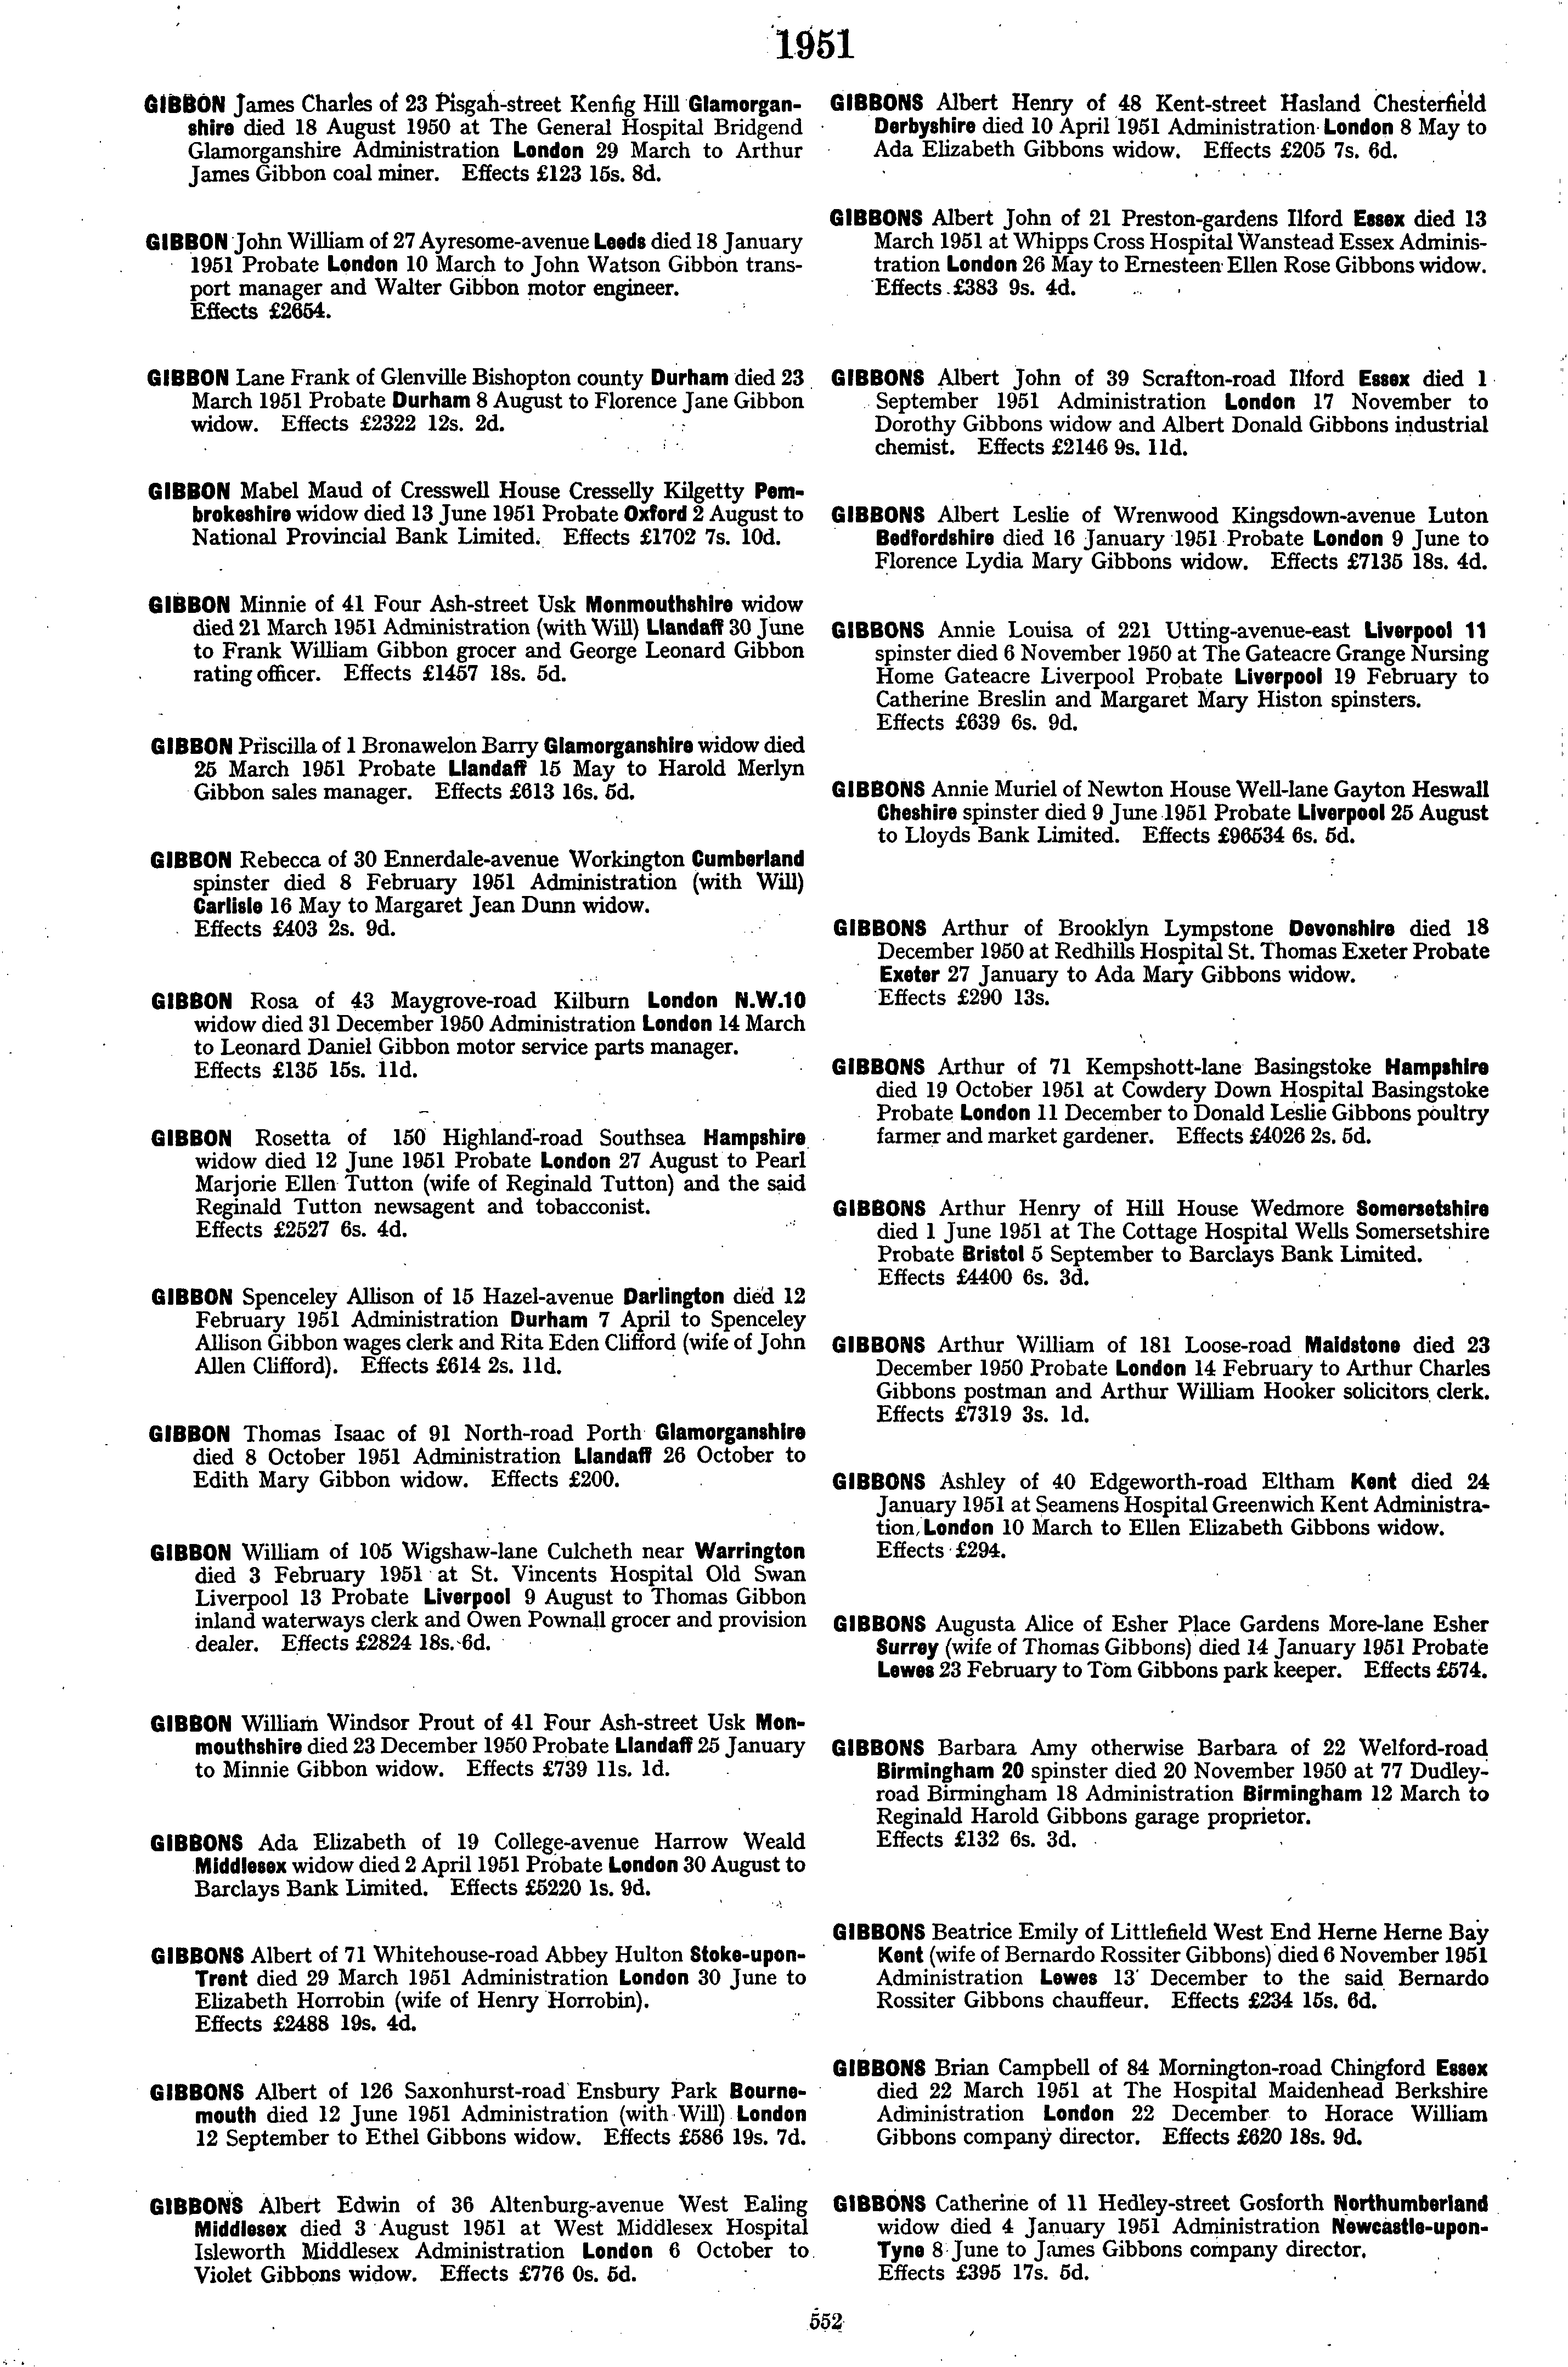 1951
GIBBON James Charles of 23 Pisgah-street Kenfig Hill Glamorgan-
shire died 18 August 1950 at The General Hospital Bridgend
Glamorganshire Administration London 29 March to Arthur
James Gibbon coal miner. Effects £123 15s. 8d.
GIBBON John William of 27 Ayresome-avenue Leeds died 18 January
1951 Probate London 10 March to John Watson Gibbon trans-
port manager and Walter Gibbon motor engineer.
Effects £2654.
GIBBON Lane Frank of Glenville Bishopton county Durham died 23
March 1951 Probate Durham 8 August to Florence Jane Gibbon
widow. Effects £2322 12s. 2d.
GIBBON Mabel Maud of Cresswell House Cresselly Kilgetty Pem-
brokeshire widow died 13 June 1951 Probate Oxford 2 August to
National Provincial Bank Limited. Effects £1702 7s. 10d.
GIBBON Minnie of 41 Four Ash-street Usk Monmouthshire widow
died 21 March 1951 Administration (with Will) Llandaff 30 June
to Frank William Gibbon grocer and George Leonard Gibbon
rating officer. Effects £1457 18s. 5d.
GIBBON Priscilla of 1 Bronawelon Barry Glamorganshire widow died
25 March 1951 Probate Llandaff 15 May to Harold Merlyn
Gibbon sales manager. Effects £613 16s. 5d.
GIBBON Rebecca of 30 Ennerdale-avenue Workington Cumberland
spinster died 8 February 1951 Administration (with Will)
Carlisle 16 May to Margaret Jean Dunn widow.
Effects £403 2s. 9d.
GIBBON Rosa of 43 Maygrove-road Kilburn London N.W.10
widow died 31 December 1950 Administration London 14 March
to Leonard Daniel Gibbon motor service parts manager.
Effects £135 15s. 11d.
GIBBON Rosetta of 150 Highland-road Southsea Hampshire
widow died 12 June 1951 Probate London 27 August to Pearl
Marjorie Ellen Tutton (wife of Reginald Tutton) and the said
Reginald Tutton newsagent and tobacconist.
Effects £2527 6s. 4d.
GIBBON Spenceley Allison of 15 Hazel-avenue Darlington died 12
February 1951 Administration Durham 7 April to Spenceley
Allison Gibbon wages clerk and Rita Eden Clifford (wife of John
Allen Clifford). Effects £614 2s. 11d.
GIBBON Thomas Isaac of 91 North-road Porth Glamorganshire
died 8 October 1951 Administration Llandaff 26 October to
Edith Mary Gibbon widow. Effects £200.
GIBBON William of 105 Wigshaw-lane Culcheth near Warrington
died 3 February 1951 at St. Vincents Hospital Old Swan
Liverpool 13 Probate Liverpool 9 August to Thomas Gibbon
inland waterways clerk and Owen Pownall grocer and provision
dealer. Effects £2824 18s. 6d.
GIBBON William Windsor Prout of 41 Four Ash-street Usk Mon-
mouthshire died 23 December 1950 Probate Llandaff 25 January
to Minnie Gibbon widow. Effects £739 11s. 1d.
GIBBONS Ada Elizabeth of 19 College-avenue Harrow Weald
Middlesex widow died 2 April 1951 Probate London 30 August to
Barclays Bank Limited. Effects £5220 1s. 9d.
GIBBONS Albert of 71 Whitehouse-road Abbey Hulton Stoke-upon-
Trent died 29 March 1951 Administration London 30 June to
Elizabeth Horrobin (wife of Henry Horrobin).
Effects £2488 19s. 4d.
GIBBONS Albert of 126 Saxonhurst-road Ensbury Park Bourne-
mouth died 12 June 1951 Administration (with Will) London
12 September to Ethel Gibbons widow. Effects £586 19s. 7d.
GIBBONS Albert Edwin of 36 Altenburg-avenue West Ealing
Middlesex died 3 August 1951 at West Middlesex Hospital
Isleworth Middlesex Administration London 6 October to
Violet Gibbons widow. Effects £776 0s. 5d.
GIBBONS Albert Henry of 48 Kent-street Hasland Chesterfield
Derbyshire died 10 April 1951 Administration London 8 May to
Ada Elizabeth Gibbons widow. Effects £205 7s. 6d.
GIBBONS Albert John of 21 Preston-gardens Ilford Essex died 13
March 1951 at Whipps Cross Hospital Wanstead Essex Adminis-
tration London 26 May to Ernesteen Ellen Rose Gibbons widow.
Effects £383 9s. 4d.
GIBBONS Albert John of 39 Scrafton-road Ilford Essex died 1
September 1951 Administration London 17 November to
Dorothy Gibbons widow and Albert Donald Gibbons industrial
chemist. Effects £2146 9s. 11d.
GIBBONS Albert Leslie of Wrenwood Kingsdown-avenue Luton
Bedfordshire died 16 January 1951 Probate London 9 June to
Florence Lydia Mary Gibbons widow. Effects £7135 18s. 4d.
GIBBONS Annie Louisa of 221 Utting-avenue-east Liverpool 11
spinster died 6 November 1950 at The Gateacre Grange Nursing
Home Gateacre Liverpool Probate Liverpool 19 February to
Catherine Breslin and Margaret Mary Histon spinsters.
Effects £639 6s. 9d.
GIBBONS Annie Muriel of Newton House Well-lane Gayton Heswall
Cheshire spinster died 9 June 1951 Probate Liverpool 25 August
to Lloyds Bank Limited. Effects £96534 6s. 5d.
GIBBONS Arthur of Brooklyn Lympstone Devonshire died 18
December 1950 at Redhills Hospital St. Thomas Exeter Probate
Exeter 27 January to Ada Mary Gibbons widow.
Effects £290 13s.
GIBBONS Arthur of 71 Kempshott-lane Basingstoke Hampshire
died 19 October 1951 at Cowdery Down Hospital Basingstoke
Probate London 11 December to Donald Leslie Gibbons poultry
farmer and market gardener. Effects £4026 2s. 5d.
GIBBONS Arthur Henry of Hill House Wedmore Somersetshire
died 1 June 1951 at The Cottage Hospital Wells Somersetshire
Probate Bristol 5 September to Barclays Bank Limited.
Effects £4400 6s. 3d.
GIBBONS Arthur William of 181 Loose-road Maidstone died 23
December 1950 Probate London 14 February to Arthur Charles
Gibbons postman and Arthur William Hooker solicitors clerk.
Effects £7319 3s. 1d.
GIBBONS Ashley of 40 Edgeworth-road Eltham Kent died 24
January 1951 at Seamens Hospital Greenwich Kent Administra-
tion London 10 March to Ellen Elizabeth Gibbons widow.
Effects £294.
GIBBONS Augusta Alice of Esher Place Gardens More-lane Esher
Surrey (wife of Thomas Gibbons) died 14 January 1951 Probate
Lewes 23 February to Tom Gibbons park keeper. Effects £574.
GIBBONS Barbara Amy otherwise Barbara of 22 Welford-road
Birmingham 20 spinster died 20 November 1950 at 77 Dudley-
road Birmingham 18 Administration Birmingham 12 March to
Reginald Harold Gibbons garage proprietor.
Effects £132 6s. 3d.
GIBBONS Beatrice Emily of Littlefield West End Herne Herne Bay
Kent (wife of Bernardo Rossiter Gibbons) died 6 November 1951
Administration Lewes 13 December to the said Bernardo
Rossiter Gibbons chauffeur. Effects £234 15s. 6d.
GIBBONS Brian Campbell of 84 Mornington-road Chingford Essex
died 22 March 1951 at The Hospital Maidenhead Berkshire
Administration London 22 December to Horace William
Gibbons company director. Effects £620 18s. 9d.
GIBBONS Catherine of 11 Hedley-street Gosforth Northumberland
widow died 4 January 1951 Administration Newcastle-upon-
Tyne 8 June to James Gibbons company director.
Effects £395 17s. 5d.
552